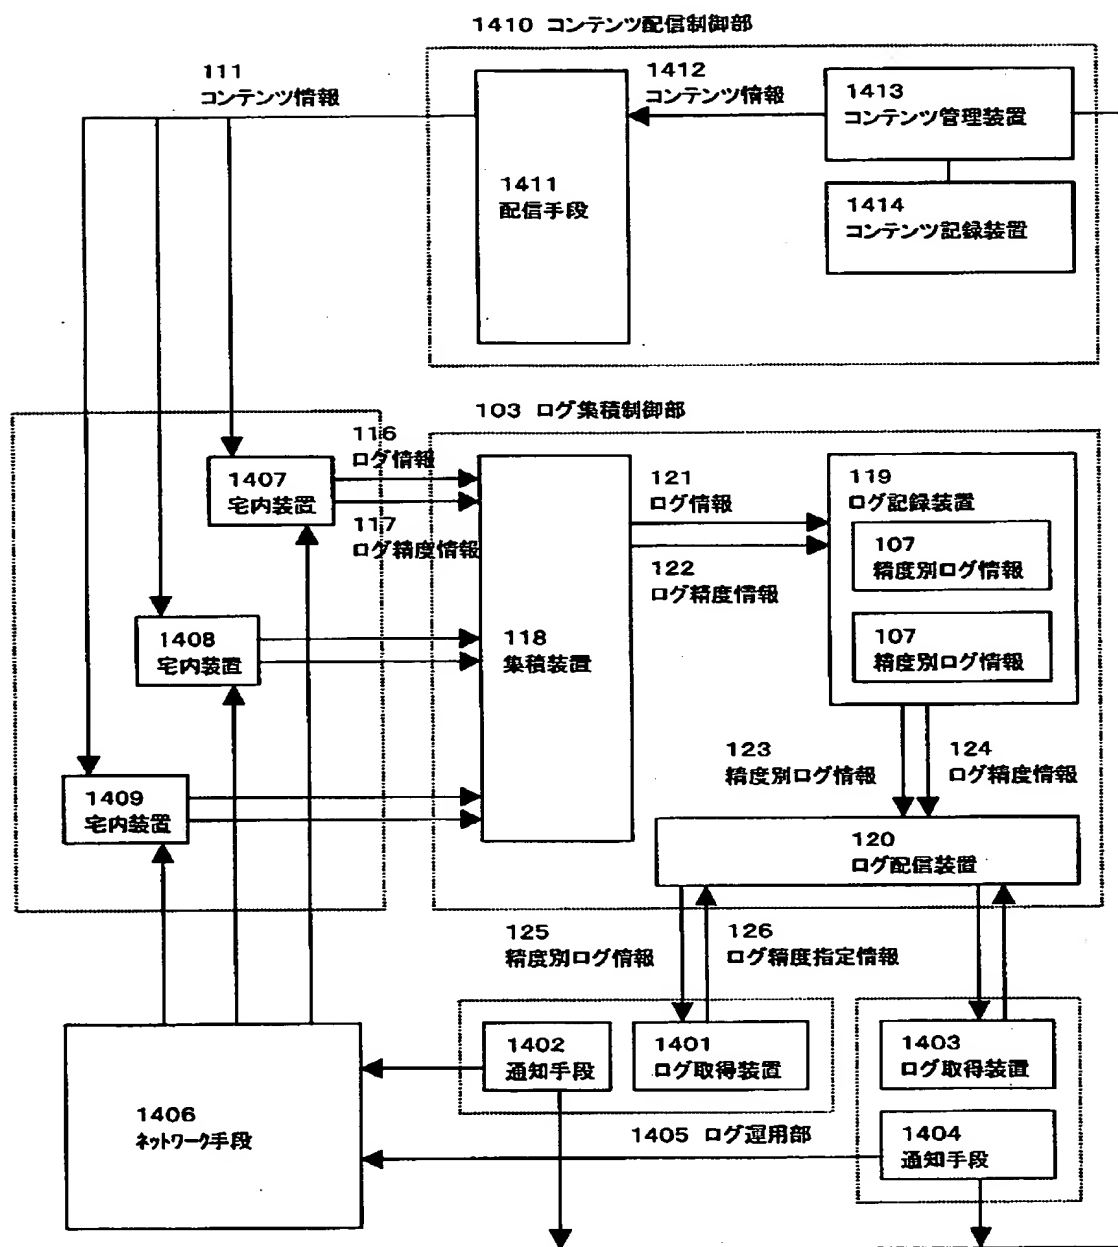 1410 コンテンツ配信制御部
111
コンテンツ情報
1412
コンテンツ情報
1413
コンテンツ管理装置
1411
配信手段
1414
コンテンツ記録装置
103 ログ集積制御部
116
ログ情報
1407
宅内装置
117
ログ精度情報
121
ログ情報
119
ログ記録装置
107
精度別ログ情報
122
ログ精度情報
1408
宅内装置
118
集積装置
107
精度別ログ情報
123
精度別ログ情報
124
ログ精度情報
1409
宅内装置
120
ログ配信装置
125
精度別ログ情報
126
ログ精度指定情報
1402
通知手段
1401
ログ取得装置
1403
ログ取得装置
1406
ネットワーク手段
1405 ログ運用部
1404
通知手段